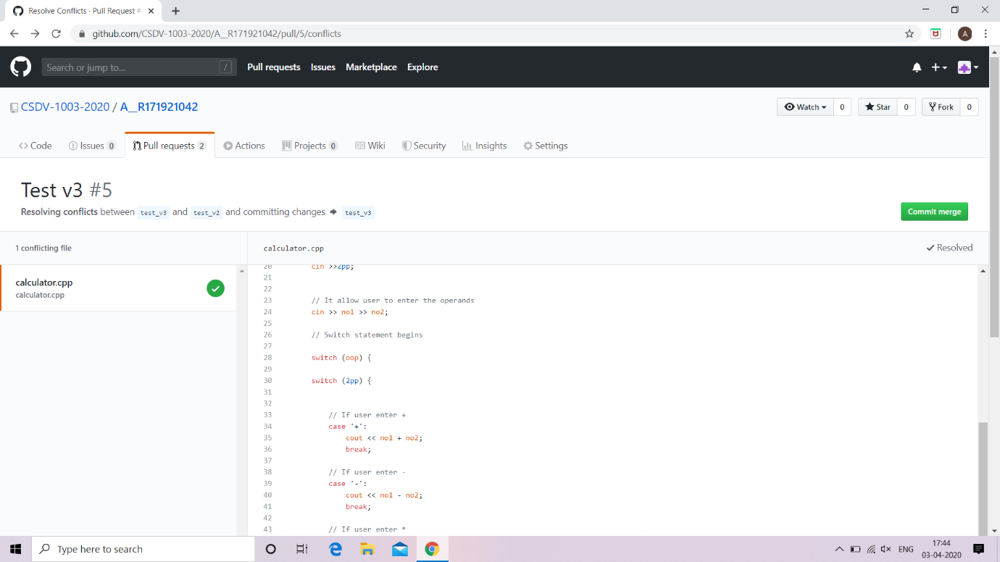 Resolve Conflicts · Pull Request #
github.com/CSDV-1003-2020/A__R171921042/pull/5/conflicts
A
Search or jump to... /
Pull requests Issues Marketplace Explore
CSDV-1003-2020 / A__R171921042
Watch 0 Star 0 Fork 0
Code Issues 0 Pull requests 2 Actions Projects 0 Wiki Security Insights Settings
Test v3 #5
Resolving conflicts between test_v3 and test_v2 and committing changes → test_v3
Commit merge
1 conflicting file
calculator.cpp
Resolved
calculator.cpp
calculator.cpp
20 cin >>2pp;
21
22
23 // It allow user to enter the operands
24 cin >> no1 >> no2;
25
26 // Switch statement begins
27
28 switch (oop) {
29
30 switch (2pp) {
31
32
33 // If user enter +
34 case '+':
35 cout << no1 + no2;
36 break;
37
38 // If user enter -
39 case '-':
40 cout << no1 - no2;
41 break;
42
43 // If user enter *
Type here to search
ENG
17:44
03-04-2020